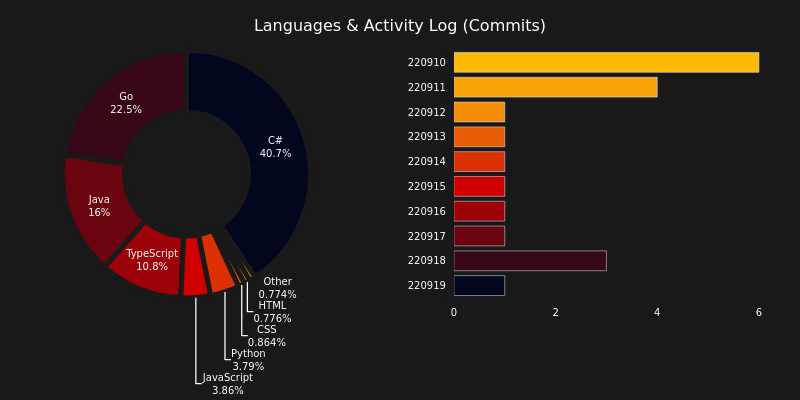 Languages & Activity Log (Commits)
Go
22.5%
C#
40.7%
Java
16%
TypeScript
10.8%
Other
0.774%
HTML
0.776%
CSS
0.864%
Python
3.79%
JavaScript
3.86%
220910
220911
220912
220913
220914
220915
220916
220917
220918
220919
0 2 4 6